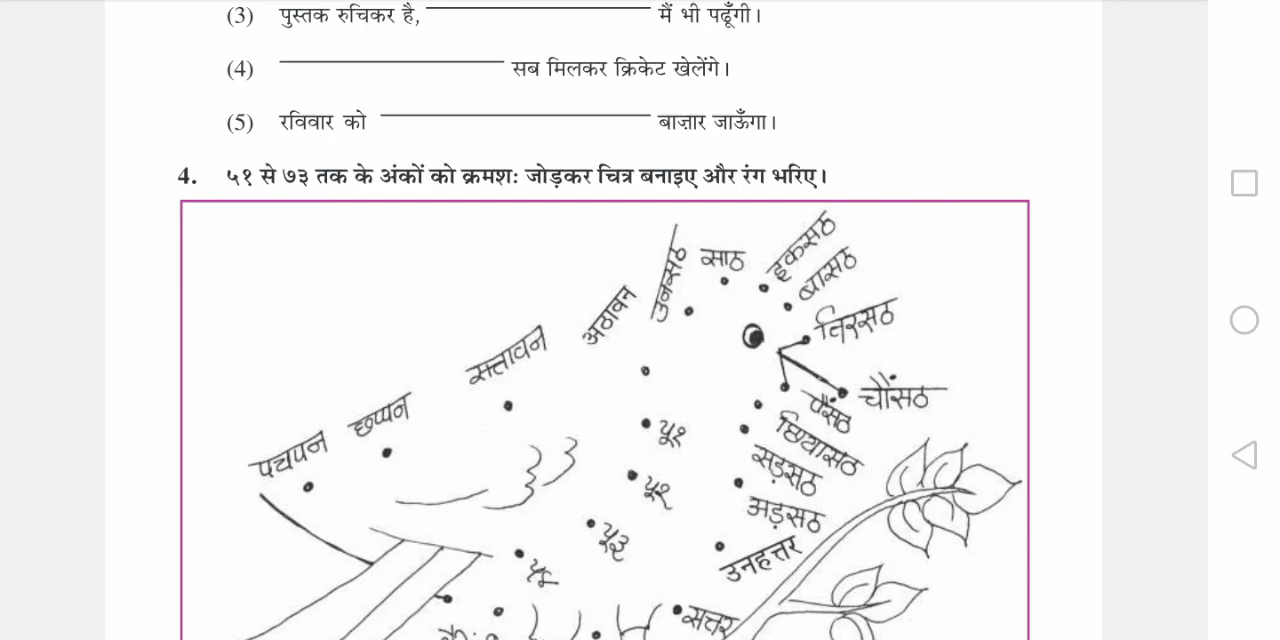 (3) पुस्तक रुचिकर है, मैं भी पढ़ूँगी।
(4) सब मिलकर क्रिकेट खेलेंगे।
(5) रविवार को बाज़ार जाऊँगा।
4. ५१ से ७३ तक के अंकों को क्रमशः जोड़कर चित्र बनाइए और रंग भरिए।
इकसठ
साठ
बासठ
उनसठ
अठावन
तिरसठ
सत्तावन
चौंसठ
पैंसठ
छप्पन
५१
छियासठ
पचपन
सड़सठ
५२
अड़सठ
५३
उनहत्तर
५४
सत्तर